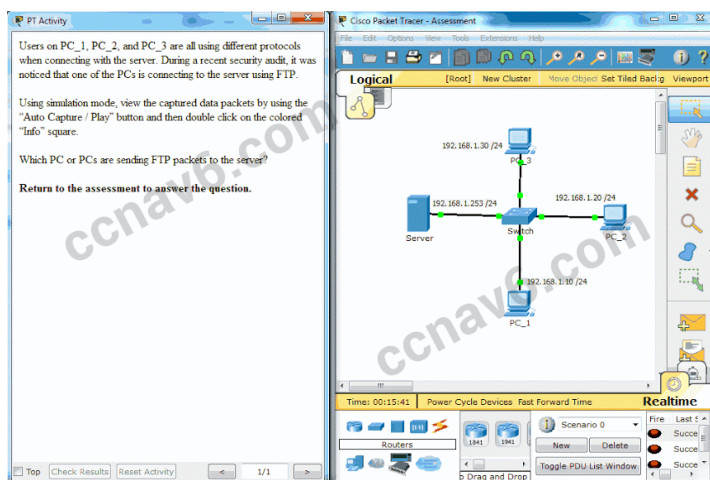 PT Activity
Users on PC_1, PC_2, and PC_3 are all using different protocols
when connecting with the server. During a recent security audit, it was
noticed that one of the PCs is connecting to the server using FTP.
Using simulation mode, view the captured data packets by using the
"Auto Capture / Play" button and then double click on the colored
"Info" square.
Which PC or PCs are sending FTP packets to the server?
Return to the assessment to answer the question.
ccnav6.com
Top Check Results Reset Activity < 1/1 >
Cisco Packet Tracer - Assessment
File Edit Options View Tools Extensions Help
Logical [Root] New Cluster Move Object Set Tiled Backg Viewport
192.168.1.30 /24
PC_3
192.168.1.253 /24
192.168.1.20 /24
Server
Switch
PC_2
192.168.1.10 /24
PC_1
ccnav6.com
Time: 00:15:41 Power Cycle Devices Fast Forward Time Realtime
Routers
1841
1941
Scenario 0
New Delete
Toggle PDU List Window
Fire Last S
Succe
Succe
Succe
Drag and Drop